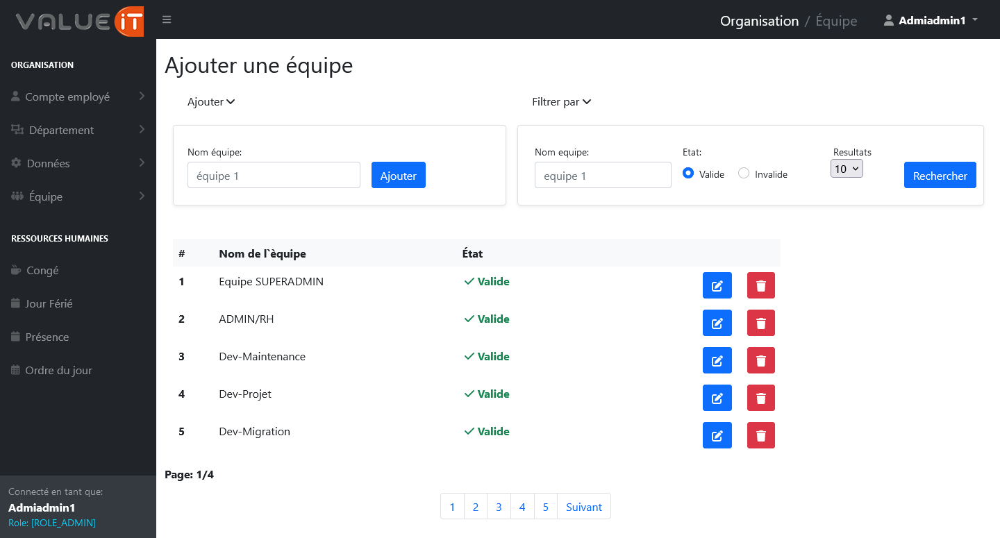 VALUE iT
Organisation / Équipe
Admiadmin1
ORGANISATION
Compte employé
Département
Données
Équipe
RESSOURCES HUMAINES
Congé
Jour Férié
Présence
Ordre du jour
Connecté en tant que:
Admiadmin1
Role: [ROLE_ADMIN]
Ajouter une équipe
Ajouter
Nom équipe:
équipe 1 Ajouter
Filtrer par
Nom equipe: Etat: Resultats
equipe 1 Valide Invalide 10 Rechercher
# Nom de l`èquipe État
1 Equipe SUPERADMIN Valide
2 ADMIN/RH Valide
3 Dev-Maintenance Valide
4 Dev-Projet Valide
5 Dev-Migration Valide
Page: 1/4
1 2 3 4 5 Suivant